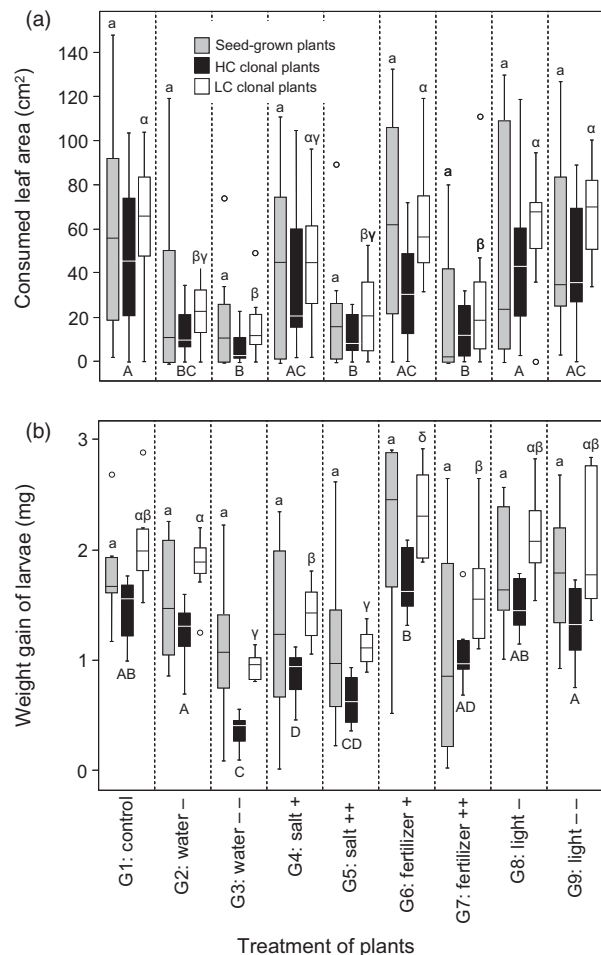 (a)
Consumed leaf area (cm²)
140
120
100
80
60
40
20
0
Seed-grown plants
HC clonal plants
LC clonal plants
a α a βγ a β a αγ a βγ a α a β a α a α
A BC B AC B AC B A AC
(b)
Weight gain of larvae (mg)
3
2
1
0
a αβ a α a γ a β a γ a δ a β a αβ a αβ
AB A C D CD B AD AB A
G1: control
G2: water –
G3: water – –
G4: salt +
G5: salt ++
G6: fertilizer +
G7: fertilizer ++
G8: light -
G9: light – –
Treatment of plants